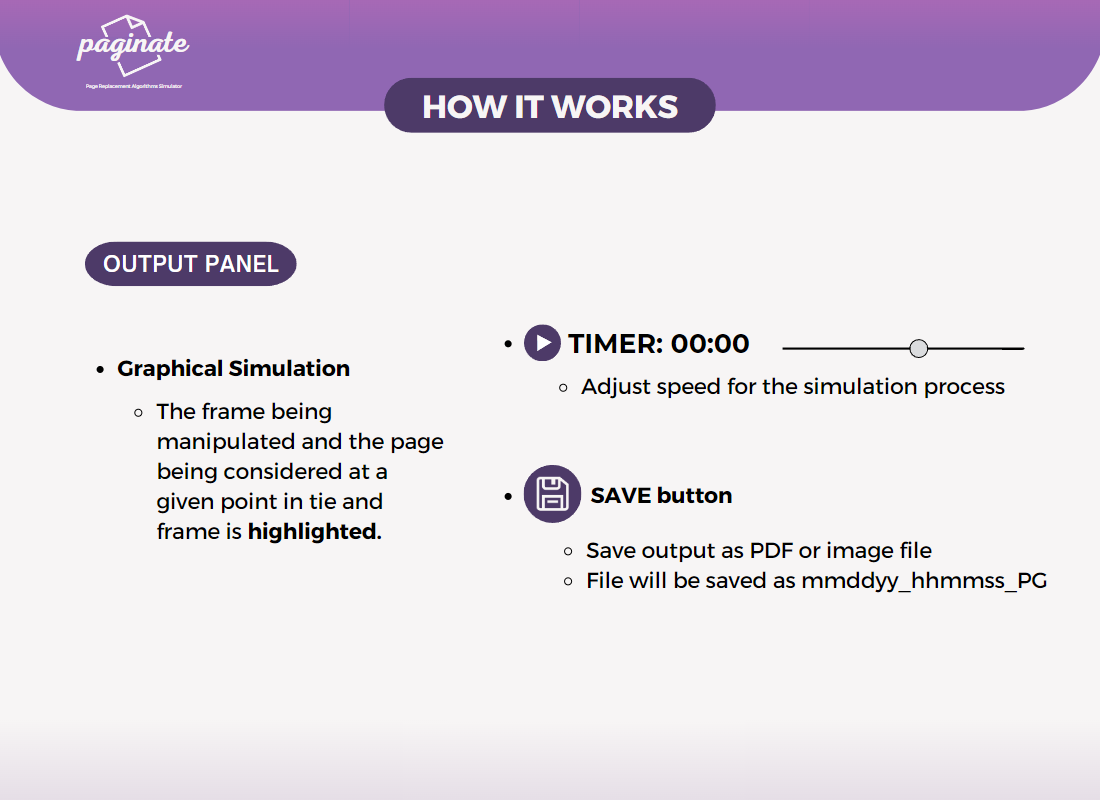 paginate
Page Replacement Algorithms Simulator
HOW IT WORKS
OUTPUT PANEL
• Graphical Simulation
◦ The frame being
manipulated and the page
being considered at a
given point in tie and
frame is highlighted.
• TIMER: 00:00
◦ Adjust speed for the simulation process
• SAVE button
◦ Save output as PDF or image file
◦ File will be saved as mmddyy_hhmmss_PG